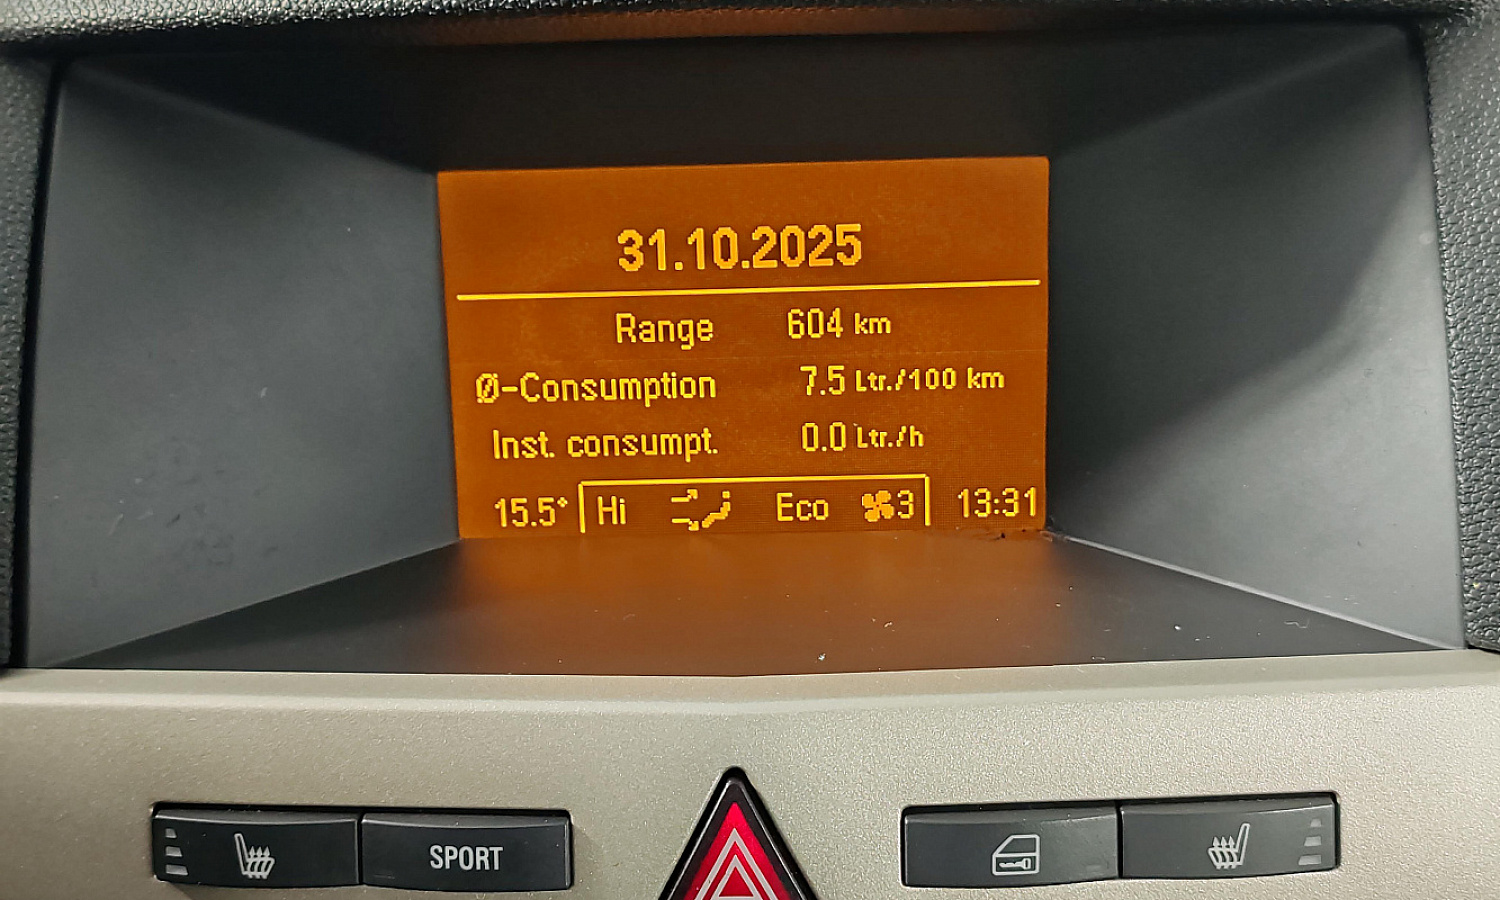 31.10.2025
Range 604 km
Ø-Consumption 7.5 Ltr./100 km
Inst. consumpt. 0.0 Ltr./h
15.5° Hi Eco 3 13:31
SPORT